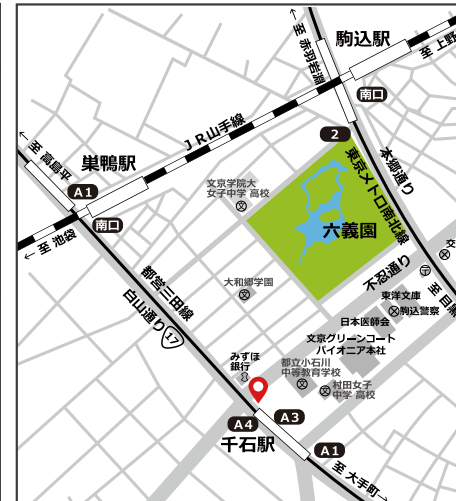 ←至 赤羽岩淵
駒込駅
至 上野
南口
JR山手線
2
本郷通り
東京メトロ南北線
←至 高島平
巣鴨駅
A1
南口
←至 池袋
文京学院大
女子中学 高校
六義園
不忍通り
交
至 目黒
都営三田線
白山通り
17
大和郷学園
東洋文庫
駒込警察
日本医師会
文京グリーンコート
パイオニア本社
みずほ
銀行
都立小石川
中等教育学校
村田女子
中学 高校
A4
A3
千石駅
A1
至 大手町→